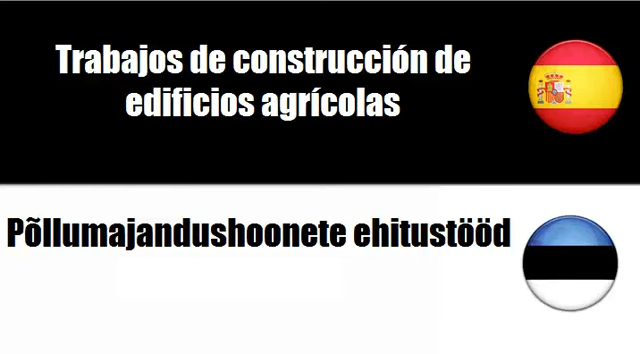 Trabajos de construcción de
edificios agrícolas
Põllumajandushoonete ehitustööd